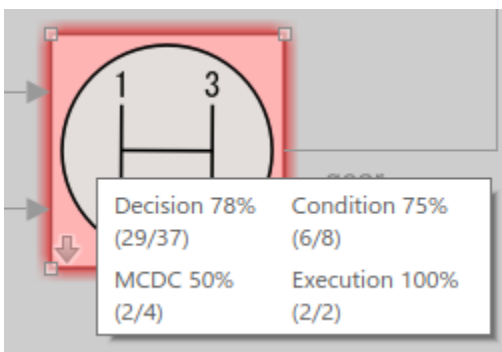 1 3
Decision 78% Condition 75%
(29/37) (6/8)
MCDC 50% Execution 100%
(2/4) (2/2)